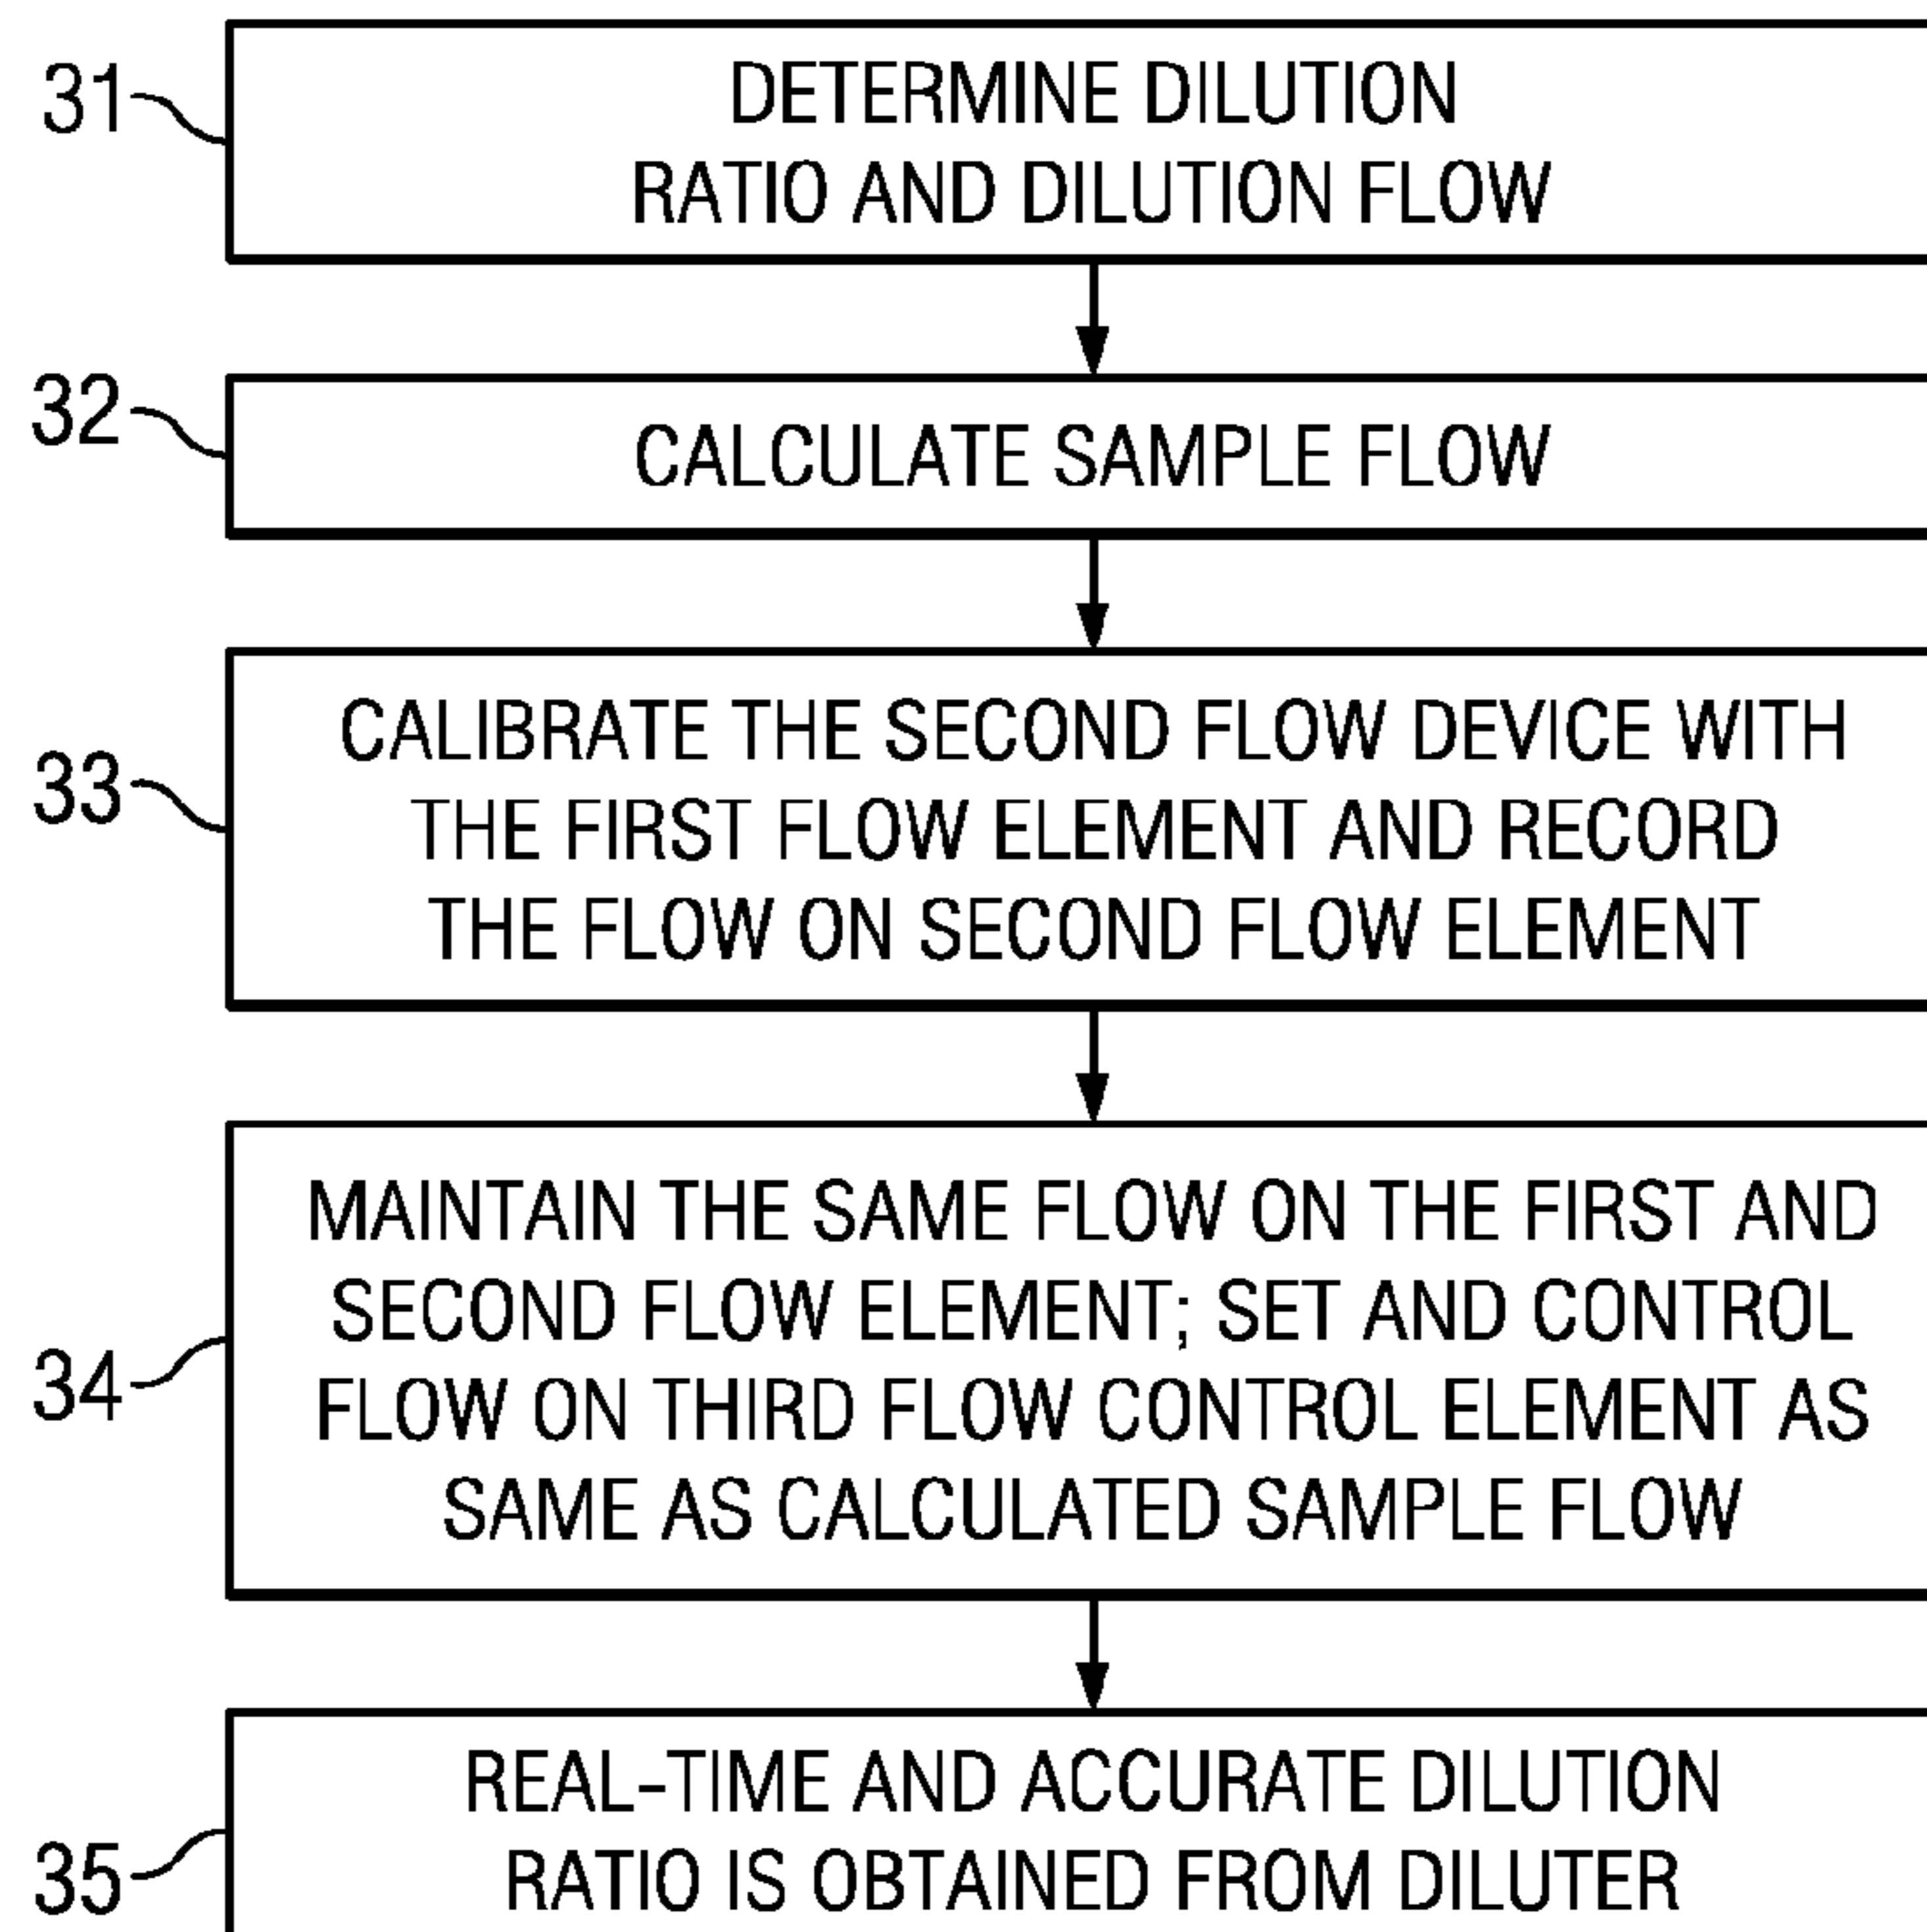 31
DETERMINE DILUTION
RATIO AND DILUTION FLOW
32
CALCULATE SAMPLE FLOW
33
CALIBRATE THE SECOND FLOW DEVICE WITH
THE FIRST FLOW ELEMENT AND RECORD
THE FLOW ON SECOND FLOW ELEMENT
34
MAINTAIN THE SAME FLOW ON THE FIRST AND
SECOND FLOW ELEMENT; SET AND CONTROL
FLOW ON THIRD FLOW CONTROL ELEMENT AS
SAME AS CALCULATED SAMPLE FLOW
35
REAL-TIME AND ACCURATE DILUTION
RATIO IS OBTAINED FROM DILUTER